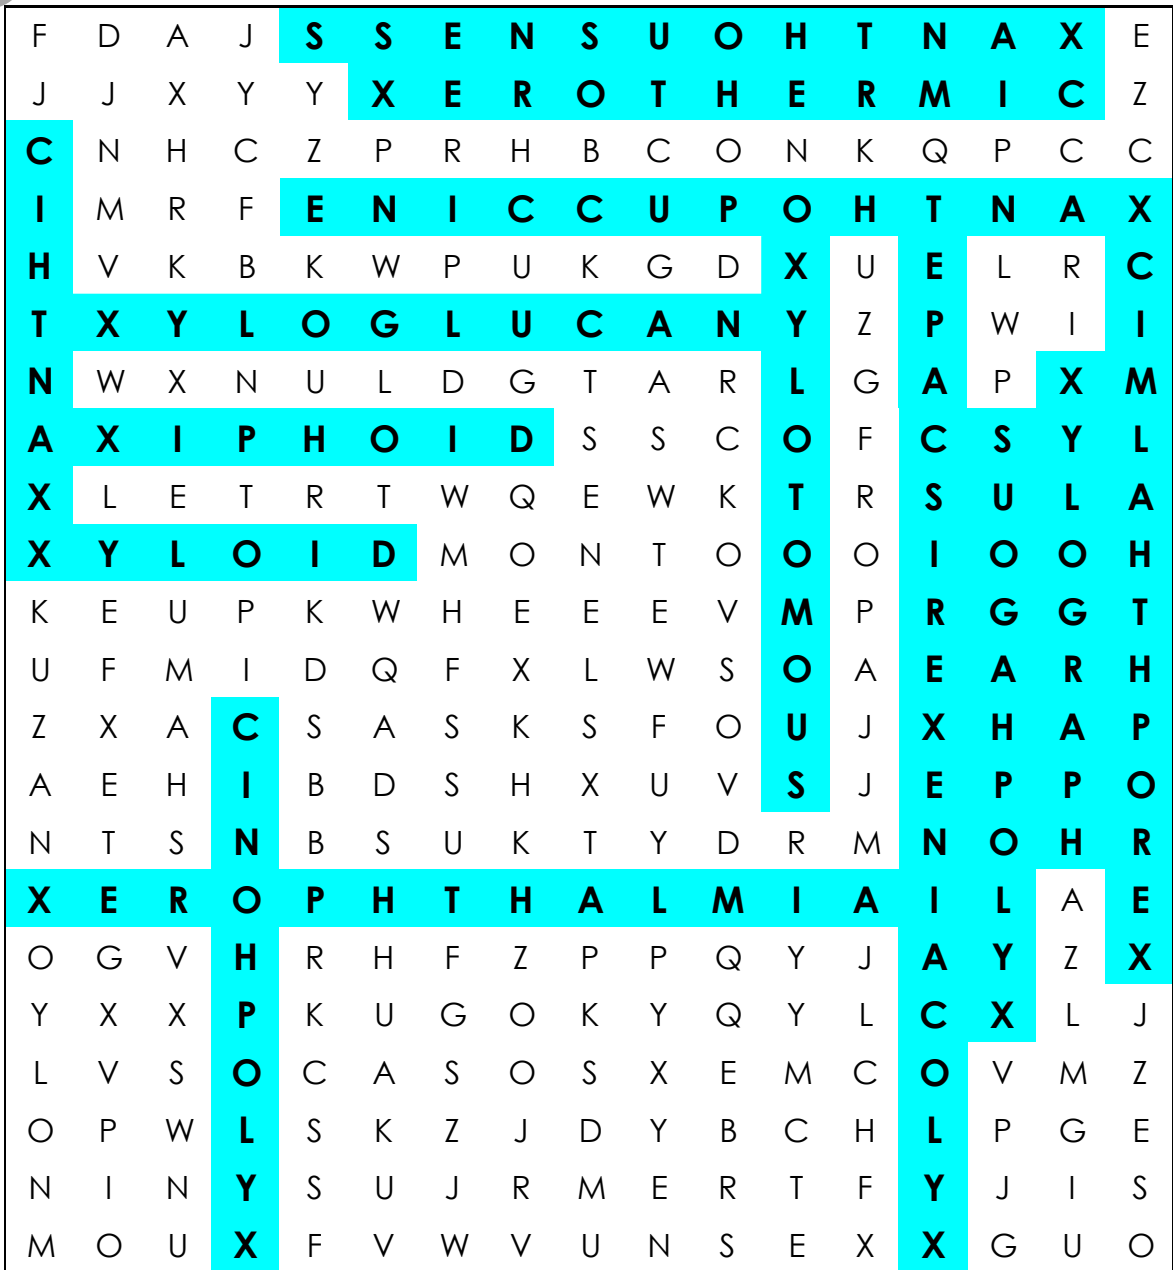 F D A J S S E N S U O H T N A X E
J J X Y Y X E R O T H E R M I C Z
C N H C Z P R H B C O N K Q P C C
I M R F E N I C C U P O H T N A X
H V K B K W P U K G D X U E L R C
T X Y L O G L U C A N Y Z P W I I
N W X N U L D G T A R L G A P X M
A X I P H O I D S S C O F C S Y L
X L E T R T W Q E W K T R S U L A
X Y L O I D M O N T O O O I O O H
K E U P K W H E E E V M P R G G T
U F M I D Q F X L W S O A E A R H
Z X A C S A S K S F O U J X H A P
A E H I B D S H X U V S J E P P O
N T S N B S U K T Y D R M N O H R
X E R O P H T H A L M I A I L A E
O G V H R H F Z P P Q Y J A Y Z X
Y X X P K U G O K Y Q Y L C X L J
L V S O C A S O S X E M C O V M Z
O P W L S K Z J D Y B C H L P G E
N I N Y S U J R M E R T F Y J I S
M O U X F V W V U N S E X X G U O